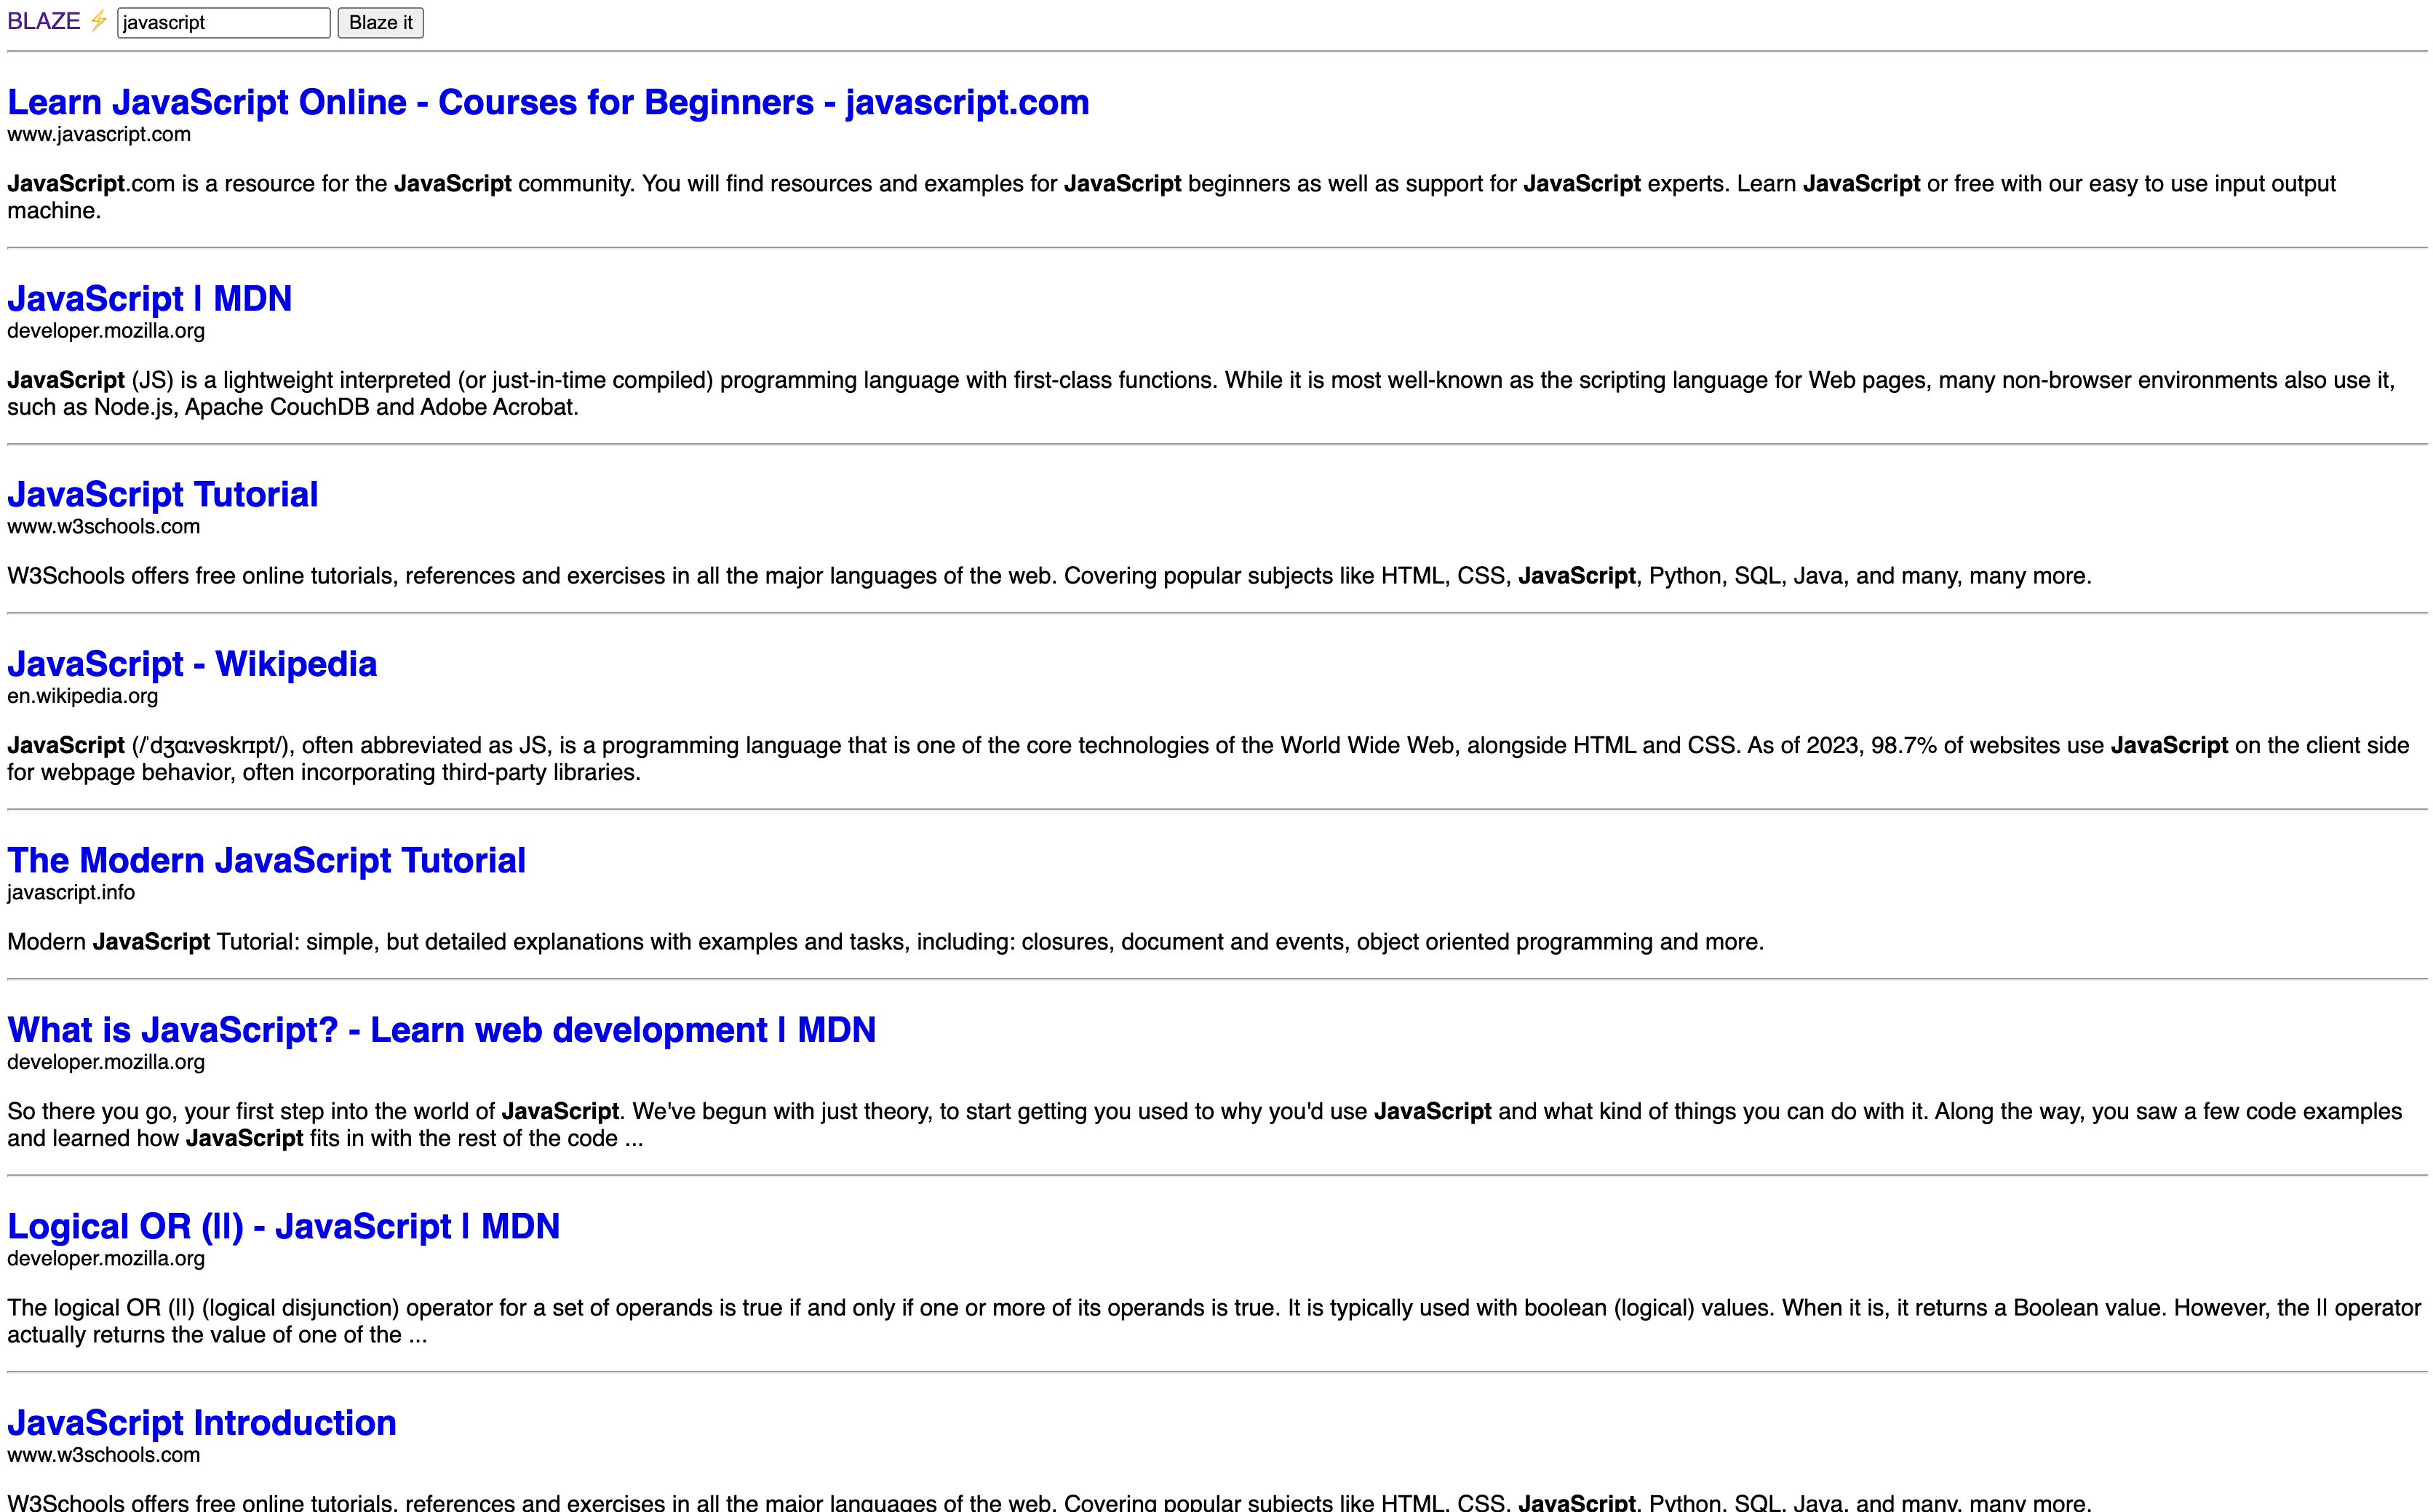 BLAZE ⚡ javascript Blaze it
Learn JavaScript Online - Courses for Beginners - javascript.com
www.javascript.com
JavaScript.com is a resource for the JavaScript community. You will find resources and examples for JavaScript beginners as well as support for JavaScript experts. Learn JavaScript or free with our easy to use input output
machine.
JavaScript | MDN
developer.mozilla.org
JavaScript (JS) is a lightweight interpreted (or just-in-time compiled) programming language with first-class functions. While it is most well-known as the scripting language for Web pages, many non-browser environments also use it,
such as Node.js, Apache CouchDB and Adobe Acrobat.
JavaScript Tutorial
www.w3schools.com
W3Schools offers free online tutorials, references and exercises in all the major languages of the web. Covering popular subjects like HTML, CSS, JavaScript, Python, SQL, Java, and many, many more.
JavaScript - Wikipedia
en.wikipedia.org
JavaScript (/ˈdʒɑːvəskrɪpt/), often abbreviated as JS, is a programming language that is one of the core technologies of the World Wide Web, alongside HTML and CSS. As of 2023, 98.7% of websites use JavaScript on the client side
for webpage behavior, often incorporating third-party libraries.
The Modern JavaScript Tutorial
javascript.info
Modern JavaScript Tutorial: simple, but detailed explanations with examples and tasks, including: closures, document and events, object oriented programming and more.
What is JavaScript? - Learn web development | MDN
developer.mozilla.org
So there you go, your first step into the world of JavaScript. We've begun with just theory, to start getting you used to why you'd use JavaScript and what kind of things you can do with it. Along the way, you saw a few code examples
and learned how JavaScript fits in with the rest of the code ...
Logical OR (||) - JavaScript | MDN
developer.mozilla.org
The logical OR (||) (logical disjunction) operator for a set of operands is true if and only if one or more of its operands is true. It is typically used with boolean (logical) values. When it is, it returns a Boolean value. However, the || operator
actually returns the value of one of the ...
JavaScript Introduction
www.w3schools.com
W3Schools offers free online tutorials, references and exercises in all the major languages of the web. Covering popular subjects like HTML, CSS, JavaScript, Python, SQL, Java, and many, many more.